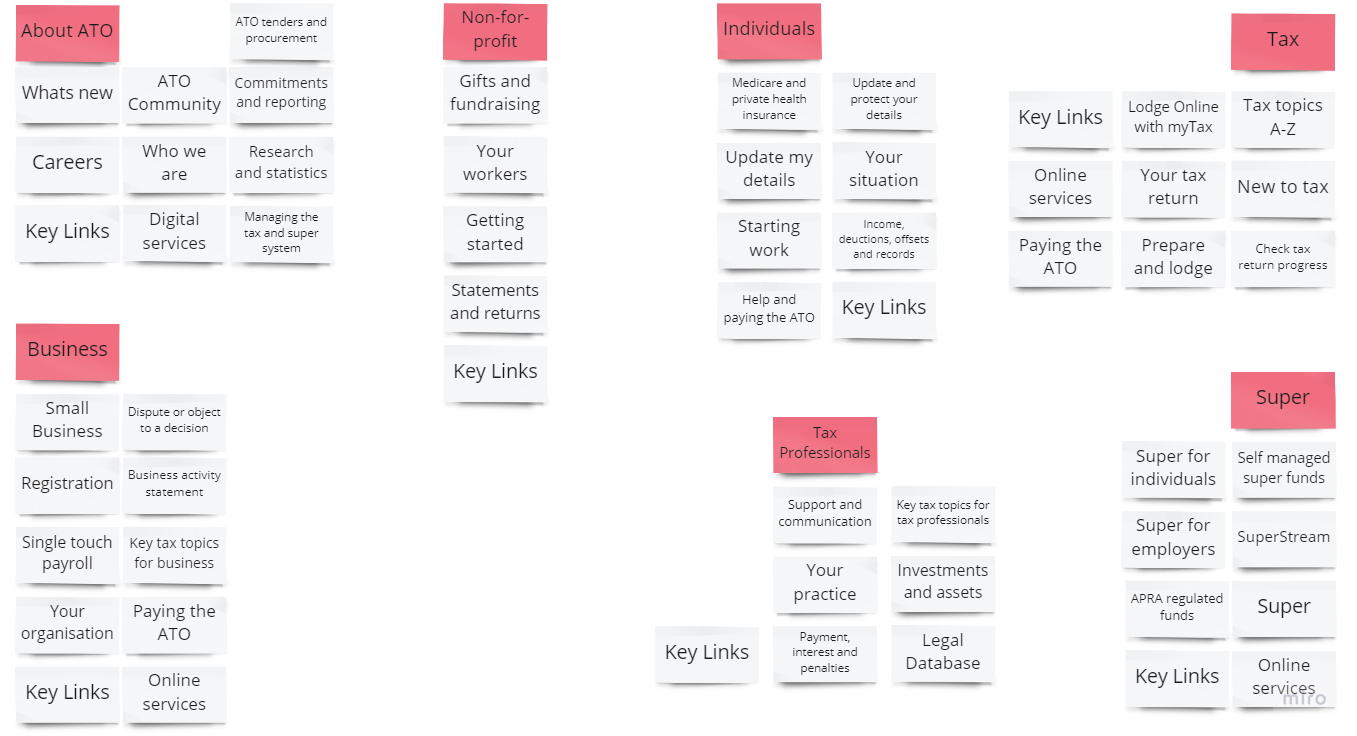 About ATO
ATO tenders and
procurement
Whats new
ATO
Community
Commitments
and reporting
Careers
Who we
are
Research
and statistics
Key Links
Digital
services
Managing the
tax and super
system
Non-for-
profit
Gifts and
fundraising
Your
workers
Getting
started
Statements
and returns
Key Links
Individuals
Medicare and
private health
insurance
Update and
protect your
details
Update my
details
Your
situation
Starting
work
Income,
deuctions, offsets
and records
Help and
paying the ATO
Key Links
Tax
Key Links
Lodge Online
with myTax
Tax topics
A-Z
Online
services
Your tax
return
New to tax
Paying the
ATO
Prepare
and lodge
Check tax
return progress
Business
Small
Business
Dispute or object
to a decision
Registration
Business activity
statement
Single touch
payroll
Key tax topics
for business
Your
organisation
Paying the
ATO
Key Links
Online
services
Tax
Professionals
Support and
communication
Key tax topics for
tax professionals
Your
practice
Investments
and assets
Key Links
Payment,
interest and
penalties
Legal
Database
Super
Super for
individuals
Self managed
super funds
Super for
employers
SuperStream
APRA regulated
funds
Super
Key Links
Online
services
miro